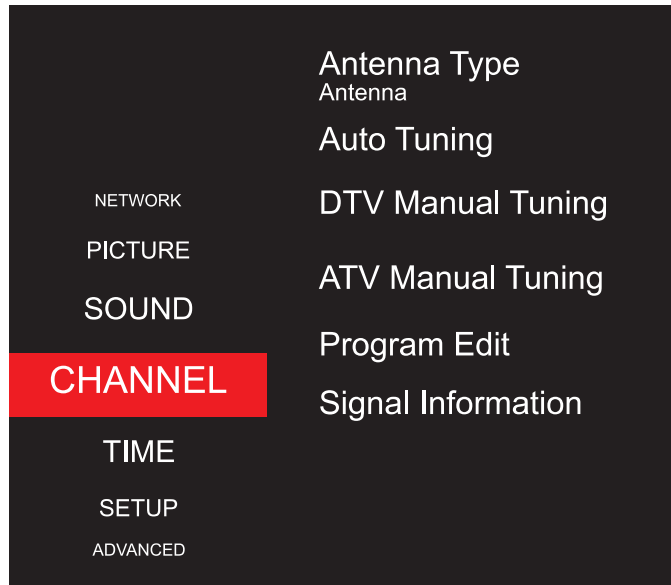 NETWORK
PICTURE
SOUND
CHANNEL
TIME
SETUP
ADVANCED
Antenna Type
Antenna
Auto Tuning
DTV Manual Tuning
ATV Manual Tuning
Program Edit
Signal Information